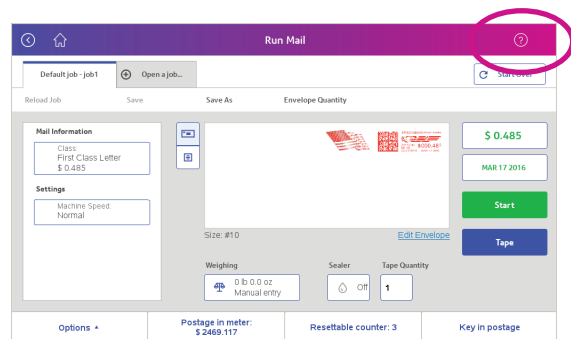 Run Mail
?
Default job - job1
Open a job...
Start Over
Reload Job
Save
Save As
Envelope Quantity
Mail Information
Class:
First Class Letter
$ 0.485
Settings
Machine Speed:
Normal
$000.485
$ 0.485
MAR 17 2016
Start
Tape
Size: #10
Edit Envelope
Weighing
0 lb 0.0 oz
Manual entry
Sealer
Off
Tape Quantity
1
Options
Postage in meter:
$ 2469.117
Resettable counter: 3
Key in postage